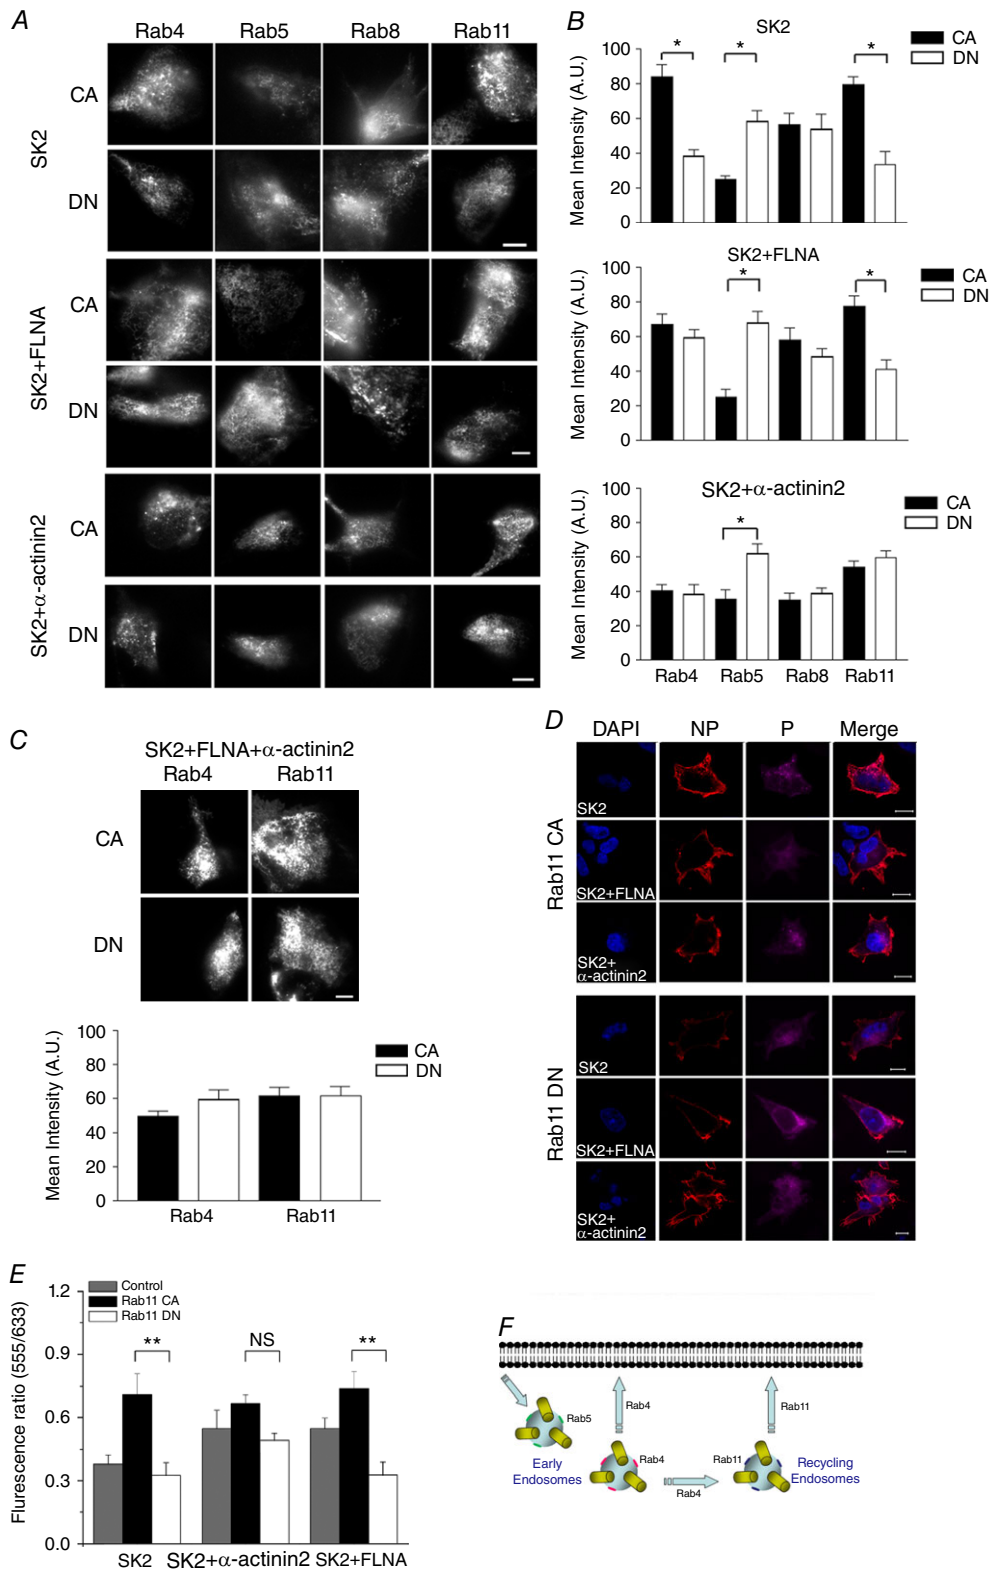 A
Rab4 Rab5 Rab8 Rab11
SK2
CA
DN
SK2+FLNA
CA
DN
SK2+α-actinin2
CA
DN
B
SK2
CA
DN
Mean Intensity (A.U.)
100
80
60
40
20
0
* * *
SK2+FLNA
CA
DN
Mean Intensity (A.U.)
100
80
60
40
20
0
* *
SK2+α-actinin2
CA
DN
Mean Intensity (A.U.)
100
80
60
40
20
0
*
Rab4 Rab5 Rab8 Rab11
C
SK2+FLNA+α-actinin2
Rab4 Rab11
CA
DN
Mean Intensity (A.U.)
100
80
60
40
20
0
CA
DN
Rab4 Rab11
D
DAPI NP P Merge
Rab11 CA
SK2
SK2+FLNA
SK2+
α-actinin2
Rab11 DN
SK2
SK2+FLNA
SK2+
α-actinin2
E
Flurescence ratio (555/633)
1.2
0.9
0.6
0.3
0.0
Control
Rab11 CA
Rab11 DN
** NS **
SK2 SK2+α-actinin2 SK2+FLNA
F
Rab5
Early
Endosomes
Rab4
Rab4
Rab4
Rab11
Rab11
Recycling
Endosomes